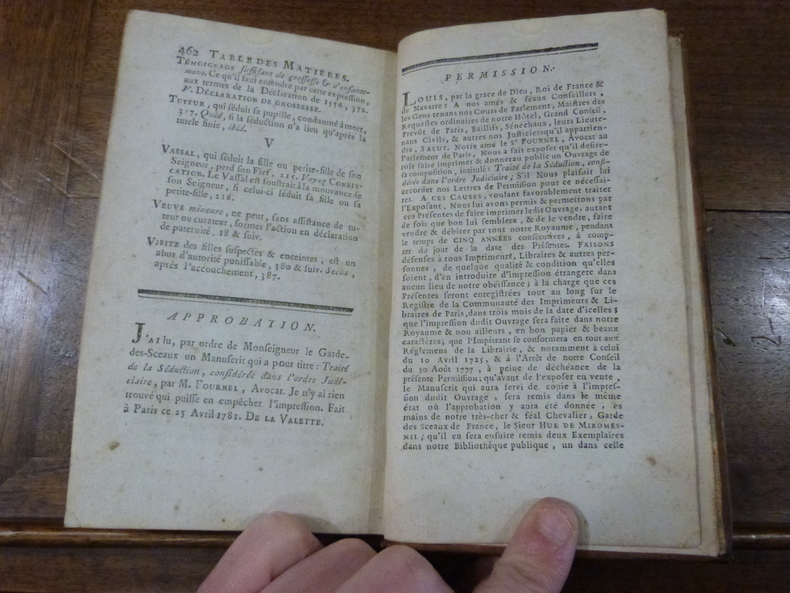 462 TABLE DES MATIERES.
TÉMOIGNAGE suffisant de grossesse & d'enfante-
ment. Ce qu'il faut entendre par cette expression,
aux termes de la Déclaration de 1556, 372.
V. DÉCLARATION DE GROSSESSE.
TUTEUR, qui séduit sa pupille, condamné à mort,
317. Quid, si la séduction n'a lieu qu'après la
tutele finie, ibid.
V
VASSAL, qui séduit la fille ou petite-fille de son
Seigneur, perd son Fief, 215. Voyez CONFIS-
CATION. Le Vassal est soustrait à la mouvance de
son Seigneur, si celui-ci séduit sa fille ou sa
petite-fille, 216.
VEUVE mineure, ne peut, sans assistance de tu-
teur ou curateur, former l'action en déclaration
de paternité, 18 & suiv.
VISITE des filles suspectes & enceintes, est un
abus d'autorité punissable, 380 & suiv. Secùs,
après l'accouchement, 387.
APPROBATION.
J'AI lu, par ordre de Monseigneur le Garde-
des-Sceaux un Manuscrit qui a pour titre: Traité
de la Séduction, considérée dans l'ordre Judi-
ciaire, par M. FOURNEL, Avocat. Je n'y ai rien
trouvé qui puisse en empêcher l'impression. Fait
à Paris ce 25 Avril 1781. DE LA VALETTE.
PERMISSION.
LOUIS, par la grace de Dieu, Roi de France &
de Navarre: A nos amés & féaux Conseillers,
les Gens tenans nos Cours de Parlement, Maîtres des
Requêtes ordinaires de notre Hôtel, Grand Conseil,
Prévôt de Paris, Baillifs, Sénéchaux, leurs Lieute-
nans Civils, & autres nos Justiciers qu'il appartien-
dra, SALUT. Notre amé le Sr FOURNEL, Avocat au
Parlement de Paris, Nous a fait exposer qu'il desire-
roit faire imprimer & donner au public un Ouvrage de
sa composition, intitulé: Traité de la Séduction, consi-
dérée dans l'ordre Judiciaire; S'il Nous plaisoit lui
accorder nos Lettres de Permission pour ce nécessai-
res. A CES CAUSES, voulant favorablement traiter
l'Exposant, Nous lui avons permis & permettons par
ces Présentes de faire imprimer ledit Ouvrage, autant
de fois que bon lui semblera, & de le vendre, faire
vendre & débiter par tout notre Royaume, pendant
le temps de CINQ ANNÉES consécutives, à comp-
ter du jour de la date des Présentes. FAISONS
défenses à tous Imprimeurs, Libraires & autres per-
sonnes, de quelque qualité & condition qu'elles
soient, d'en introduire d'impression étrangere dans
aucun lieu de notre obéissance; à la charge que ces
Présentes seront enregistrées tout au long sur le
Registre de la Communauté des Imprimeurs & Li-
braires de Paris, dans trois mois de la date d'icelles;
que l'impression dudit Ouvrage sera faite dans notre
Royaume & non ailleurs, en bon papier & beaux
caractères; que l'Impétrant se conformera en tout aux
Réglemens de la Librairie, & notamment à celui
du 10 Avril 1725, & à l'Arrêt de notre Conseil
du 30 Août 1777, à peine de déchéance de la
présente Permission; qu'avant de l'exposer en vente,
le Manuscrit qui aura servi de copie à l'impres-
sion dudit Ouvrage, sera remis dans le même
état où l'approbation y aura été donnée, es
mains de notre très-cher & féal Chevalier, Garde
des Sceaux de France, le Sieur HUE DE MIROMES-
NIL; qu'il en sera ensuite remis deux Exemplaires
dans notre Bibliothèque publique, un dans celle